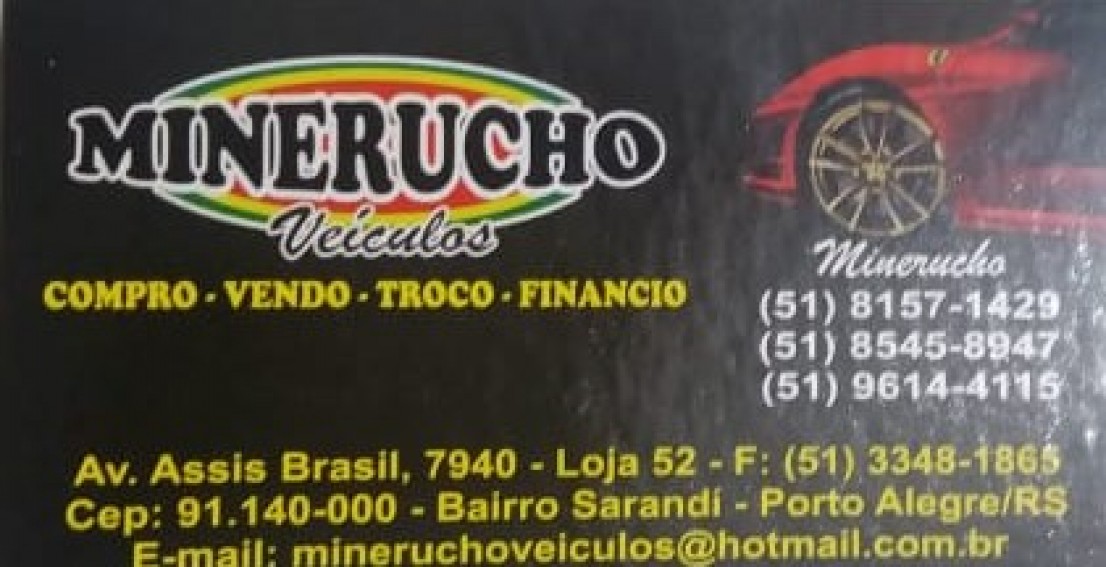 MINERUCHO
Veículos
COMPRO - VENDO - TROCO - FINANCIO
Minerucho
(51) 8157-1429
(51) 8545-8947
(51) 9614-4115
Av. Assis Brasil, 7940 - Loja 52 - F: (51) 3348-1865
Cep: 91.140-000 - Bairro Sarandí - Porto Alegre/RS
E-mail: mineruchoveiculos@hotmail.com.br